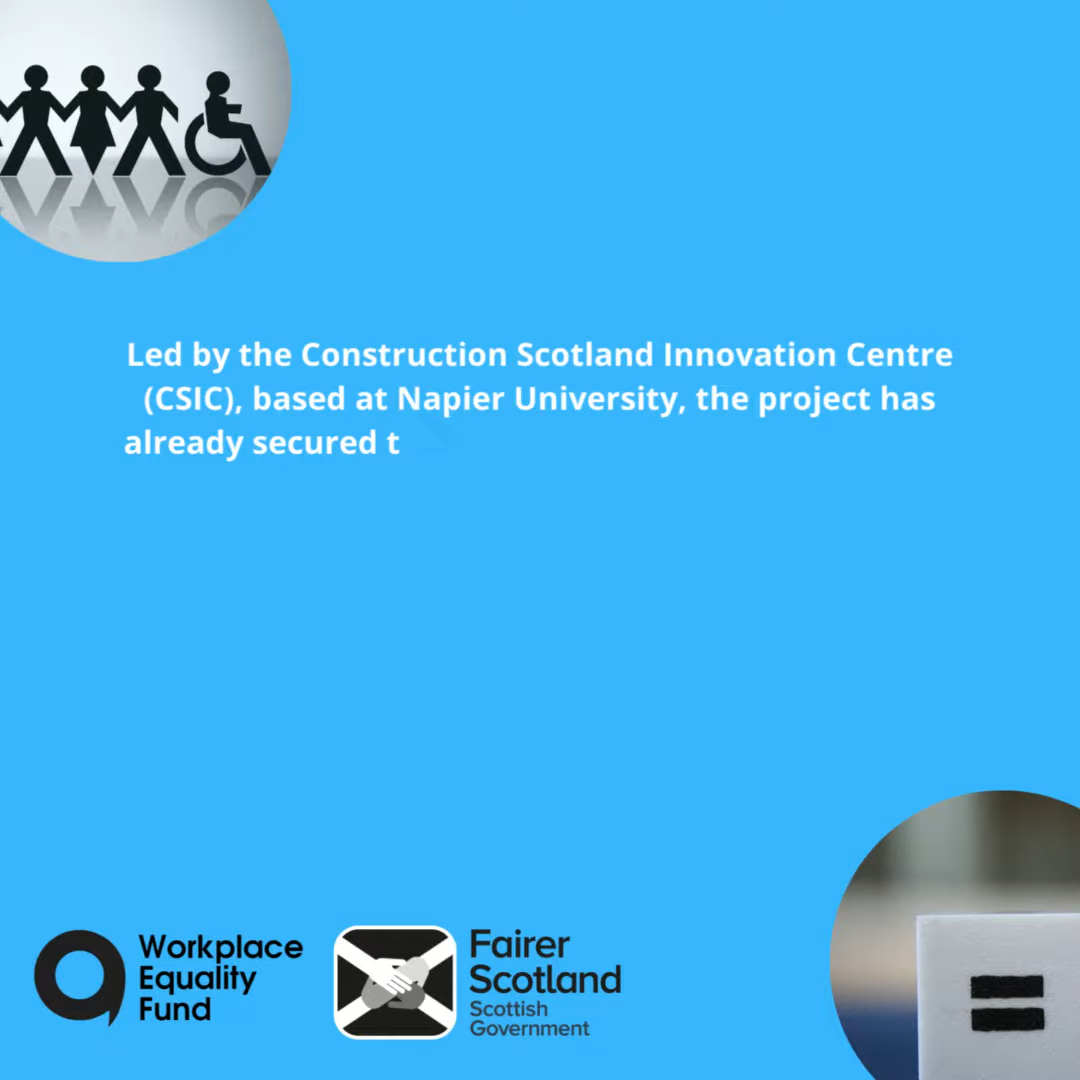 Led by the Construction Scotland Innovation Centre
(CSIC), based at Napier University, the project has
already secured t
Workplace
Equality
Fund
Fairer
Scotland
Scottish
Government
=